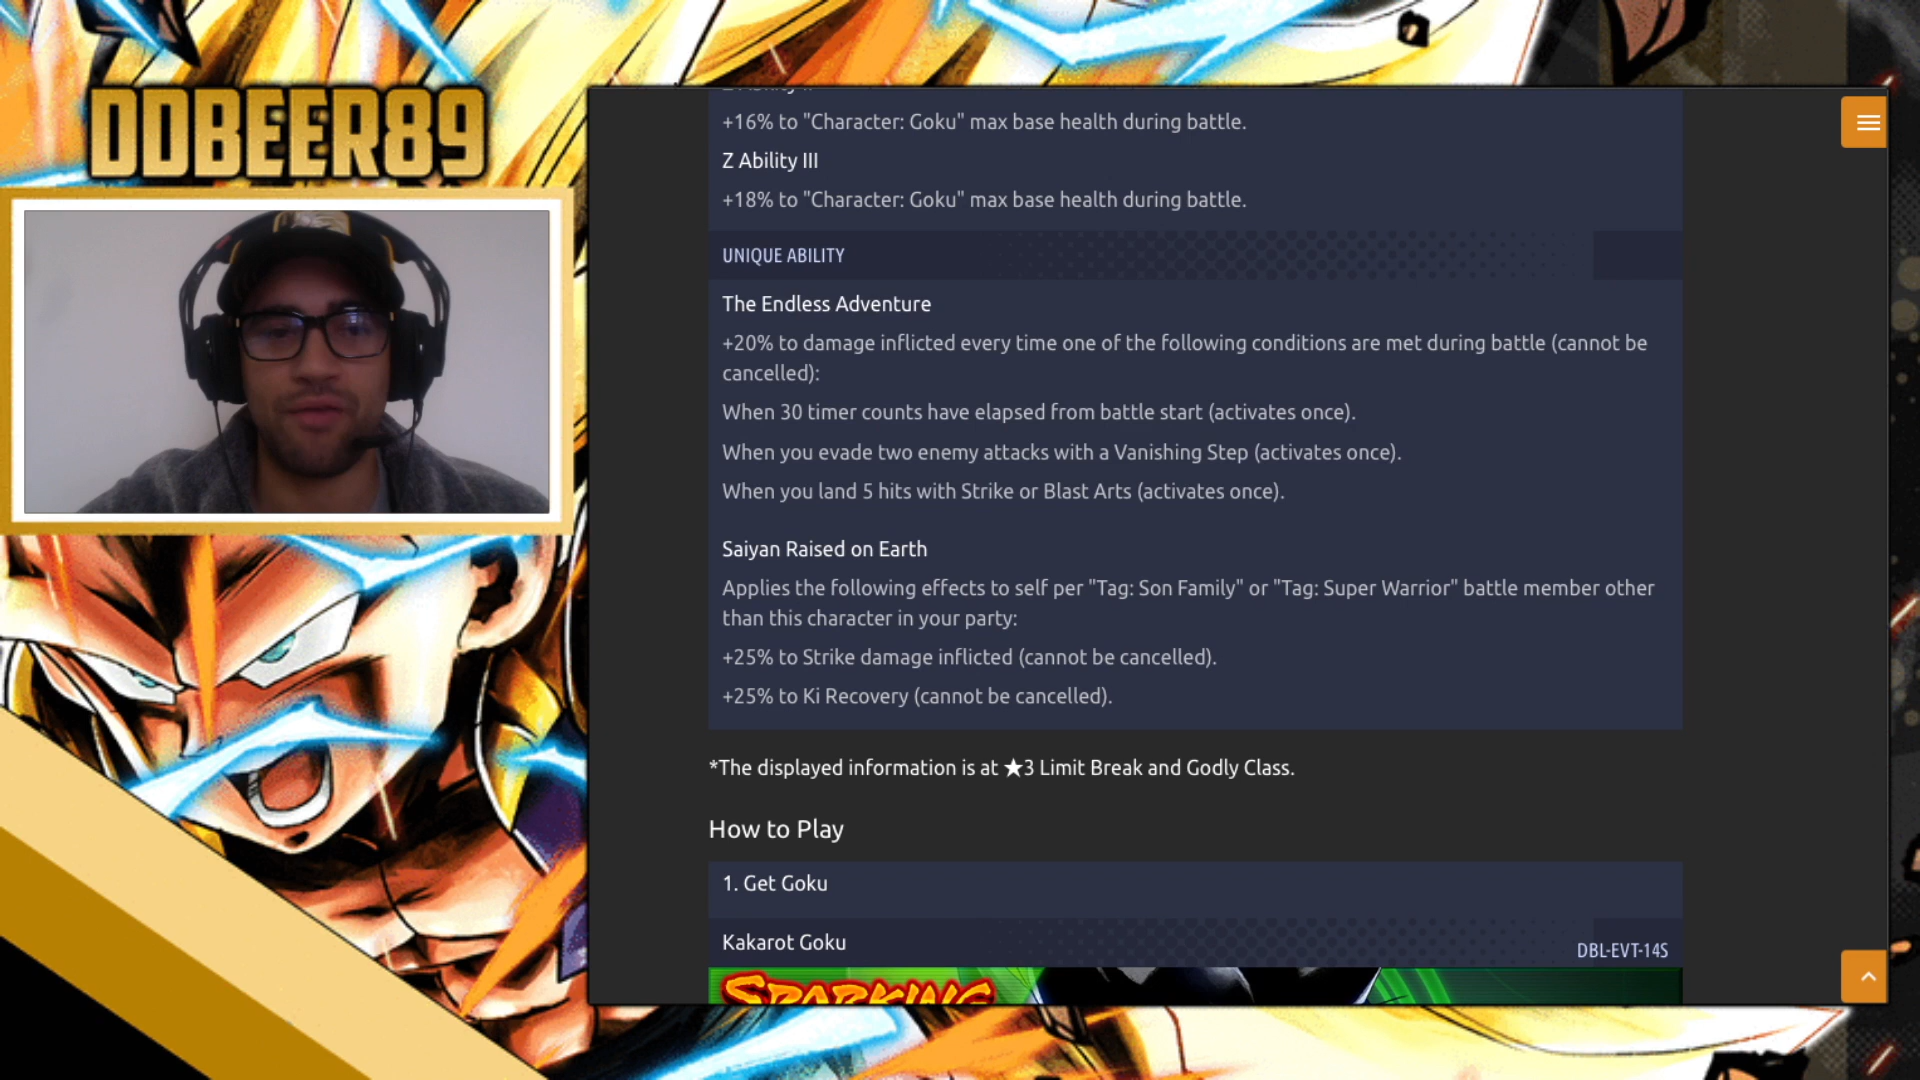 DDBEER89
+16% to "Character: Goku" max base health during battle.
Z Ability III
+18% to "Character: Goku" max base health during battle.
UNIQUE ABILITY
The Endless Adventure
+20% to damage inflicted every time one of the following conditions are met during battle (cannot be
cancelled):
When 30 timer counts have elapsed from battle start (activates once).
When you evade two enemy attacks with a Vanishing Step (activates once).
When you land 5 hits with Strike or Blast Arts (activates once).
Saiyan Raised on Earth
Applies the following effects to self per "Tag: Son Family" or "Tag: Super Warrior" battle member other
than this character in your party:
+25% to Strike damage inflicted (cannot be cancelled).
+25% to Ki Recovery (cannot be cancelled).
*The displayed information is at ★3 Limit Break and Godly Class.
How to Play
1. Get Goku
Kakarot Goku
DBL-EVT-14S
SPARKING